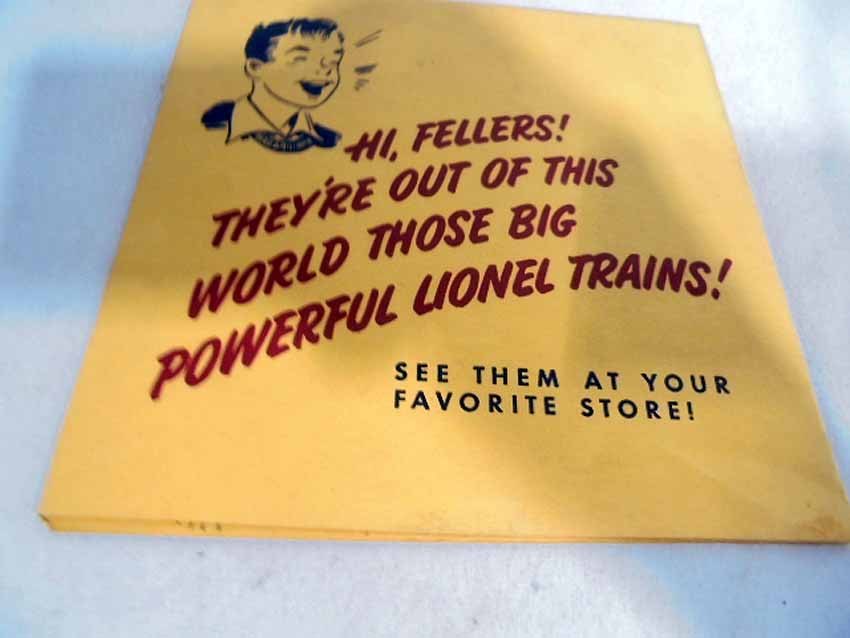 HI, FELLERS!
THEY'RE OUT OF THIS
WORLD THOSE BIG
POWERFUL LIONEL TRAINS!
SEE THEM AT YOUR
FAVORITE STORE!